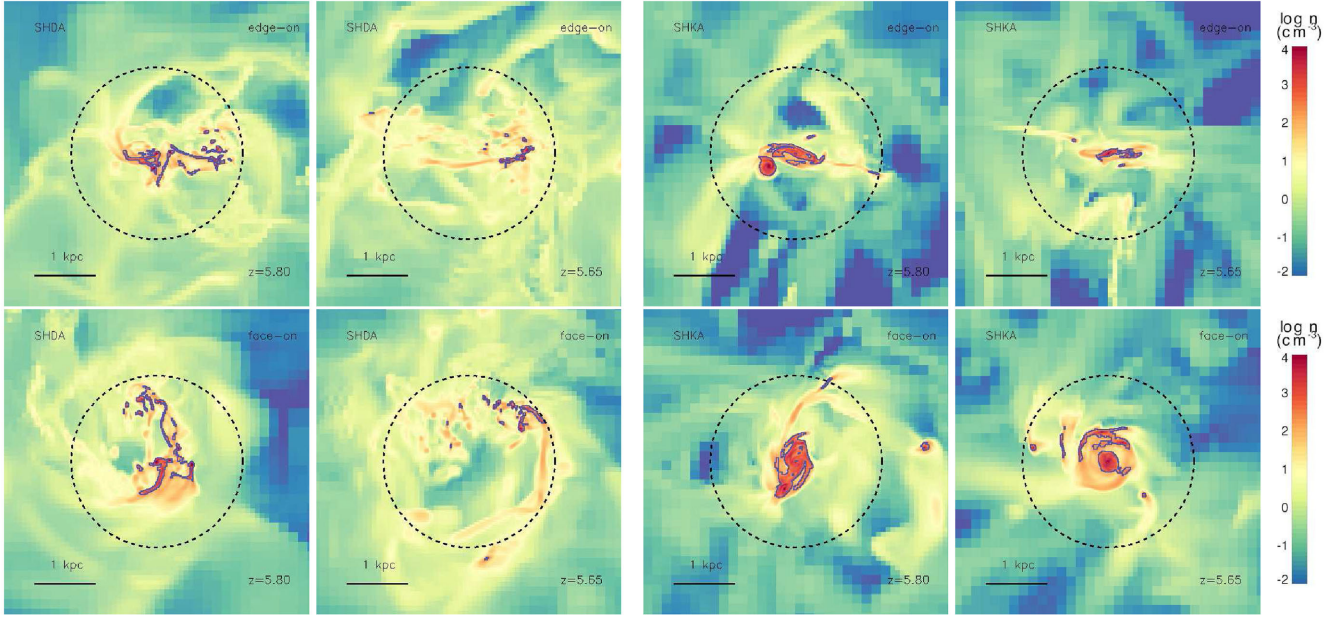 SHDA edge-on
1 kpc z=5.80
SHDA edge-on
1 kpc z=5.65
SHKA edge-on
1 kpc z=5.80
SHKA edge-on
1 kpc z=5.65
log n
(cm⁻³)
4
3
2
1
0
-1
-2
SHDA face-on
1 kpc z=5.80
SHDA face-on
1 kpc z=5.65
SHKA face-on
1 kpc z=5.80
SHKA face-on
1 kpc z=5.65
log n
(cm⁻³)
4
3
2
1
0
-1
-2